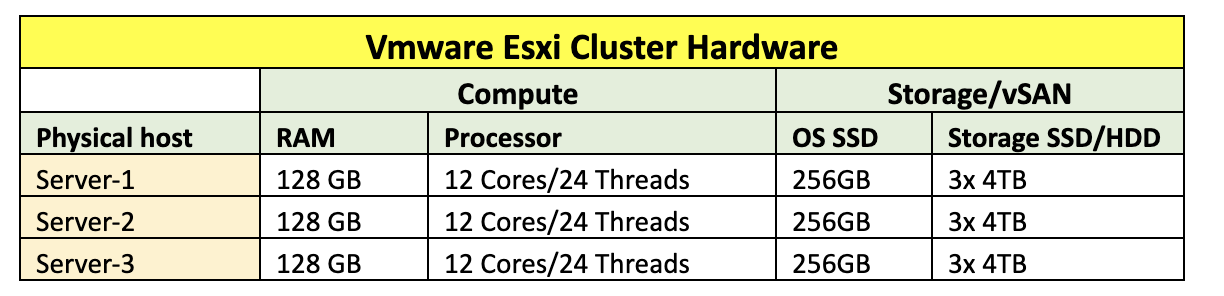 Vmware Esxi Cluster Hardware
Compute Storage/vSAN
Physical host RAM Processor OS SSD Storage SSD/HDD
Server-1 128 GB 12 Cores/24 Threads 256GB 3x 4TB
Server-2 128 GB 12 Cores/24 Threads 256GB 3x 4TB
Server-3 128 GB 12 Cores/24 Threads 256GB 3x 4TB